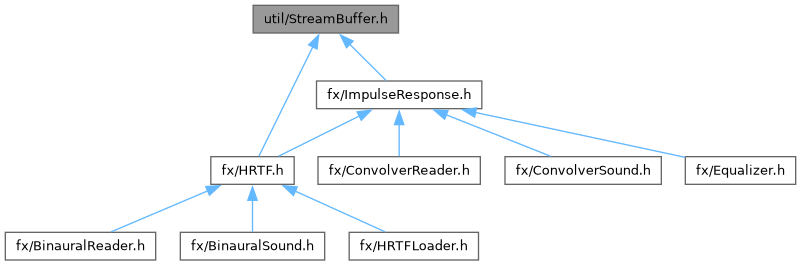 util/StreamBuffer.h
fx/ImpulseResponse.h
fx/HRTF.h
fx/ConvolverReader.h
fx/ConvolverSound.h
fx/Equalizer.h
fx/BinauralReader.h
fx/BinauralSound.h
fx/HRTFLoader.h